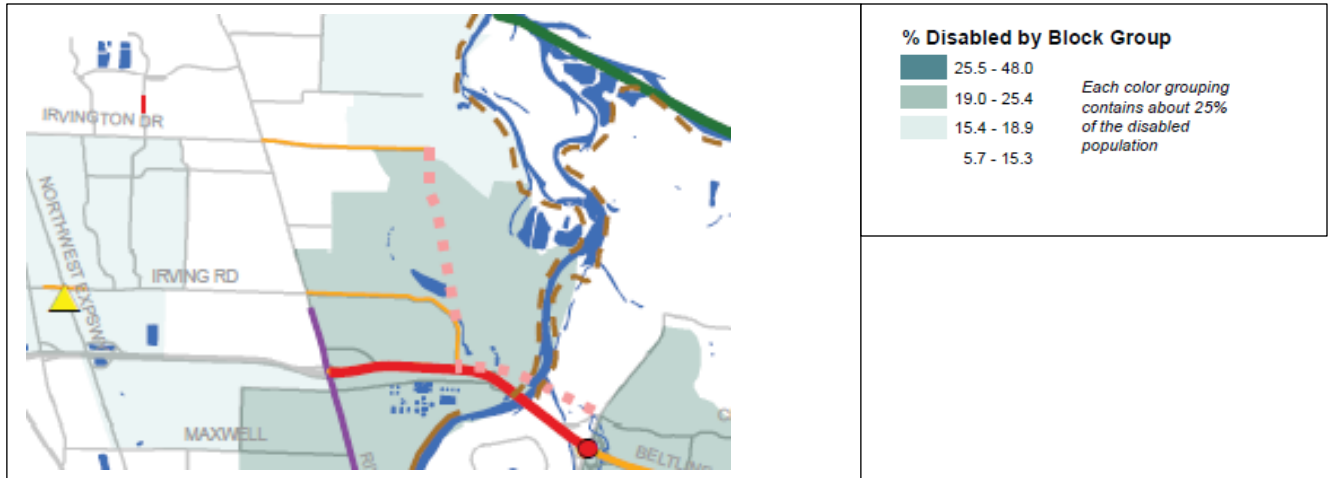 IRVINGTON DR
NORTHWEST EXPSWY
IRVING RD
MAXWELL
BELTLINE
% Disabled by Block Group
25.5 - 48.0
19.0 - 25.4
15.4 - 18.9
5.7 - 15.3
Each color grouping
contains about 25%
of the disabled
population